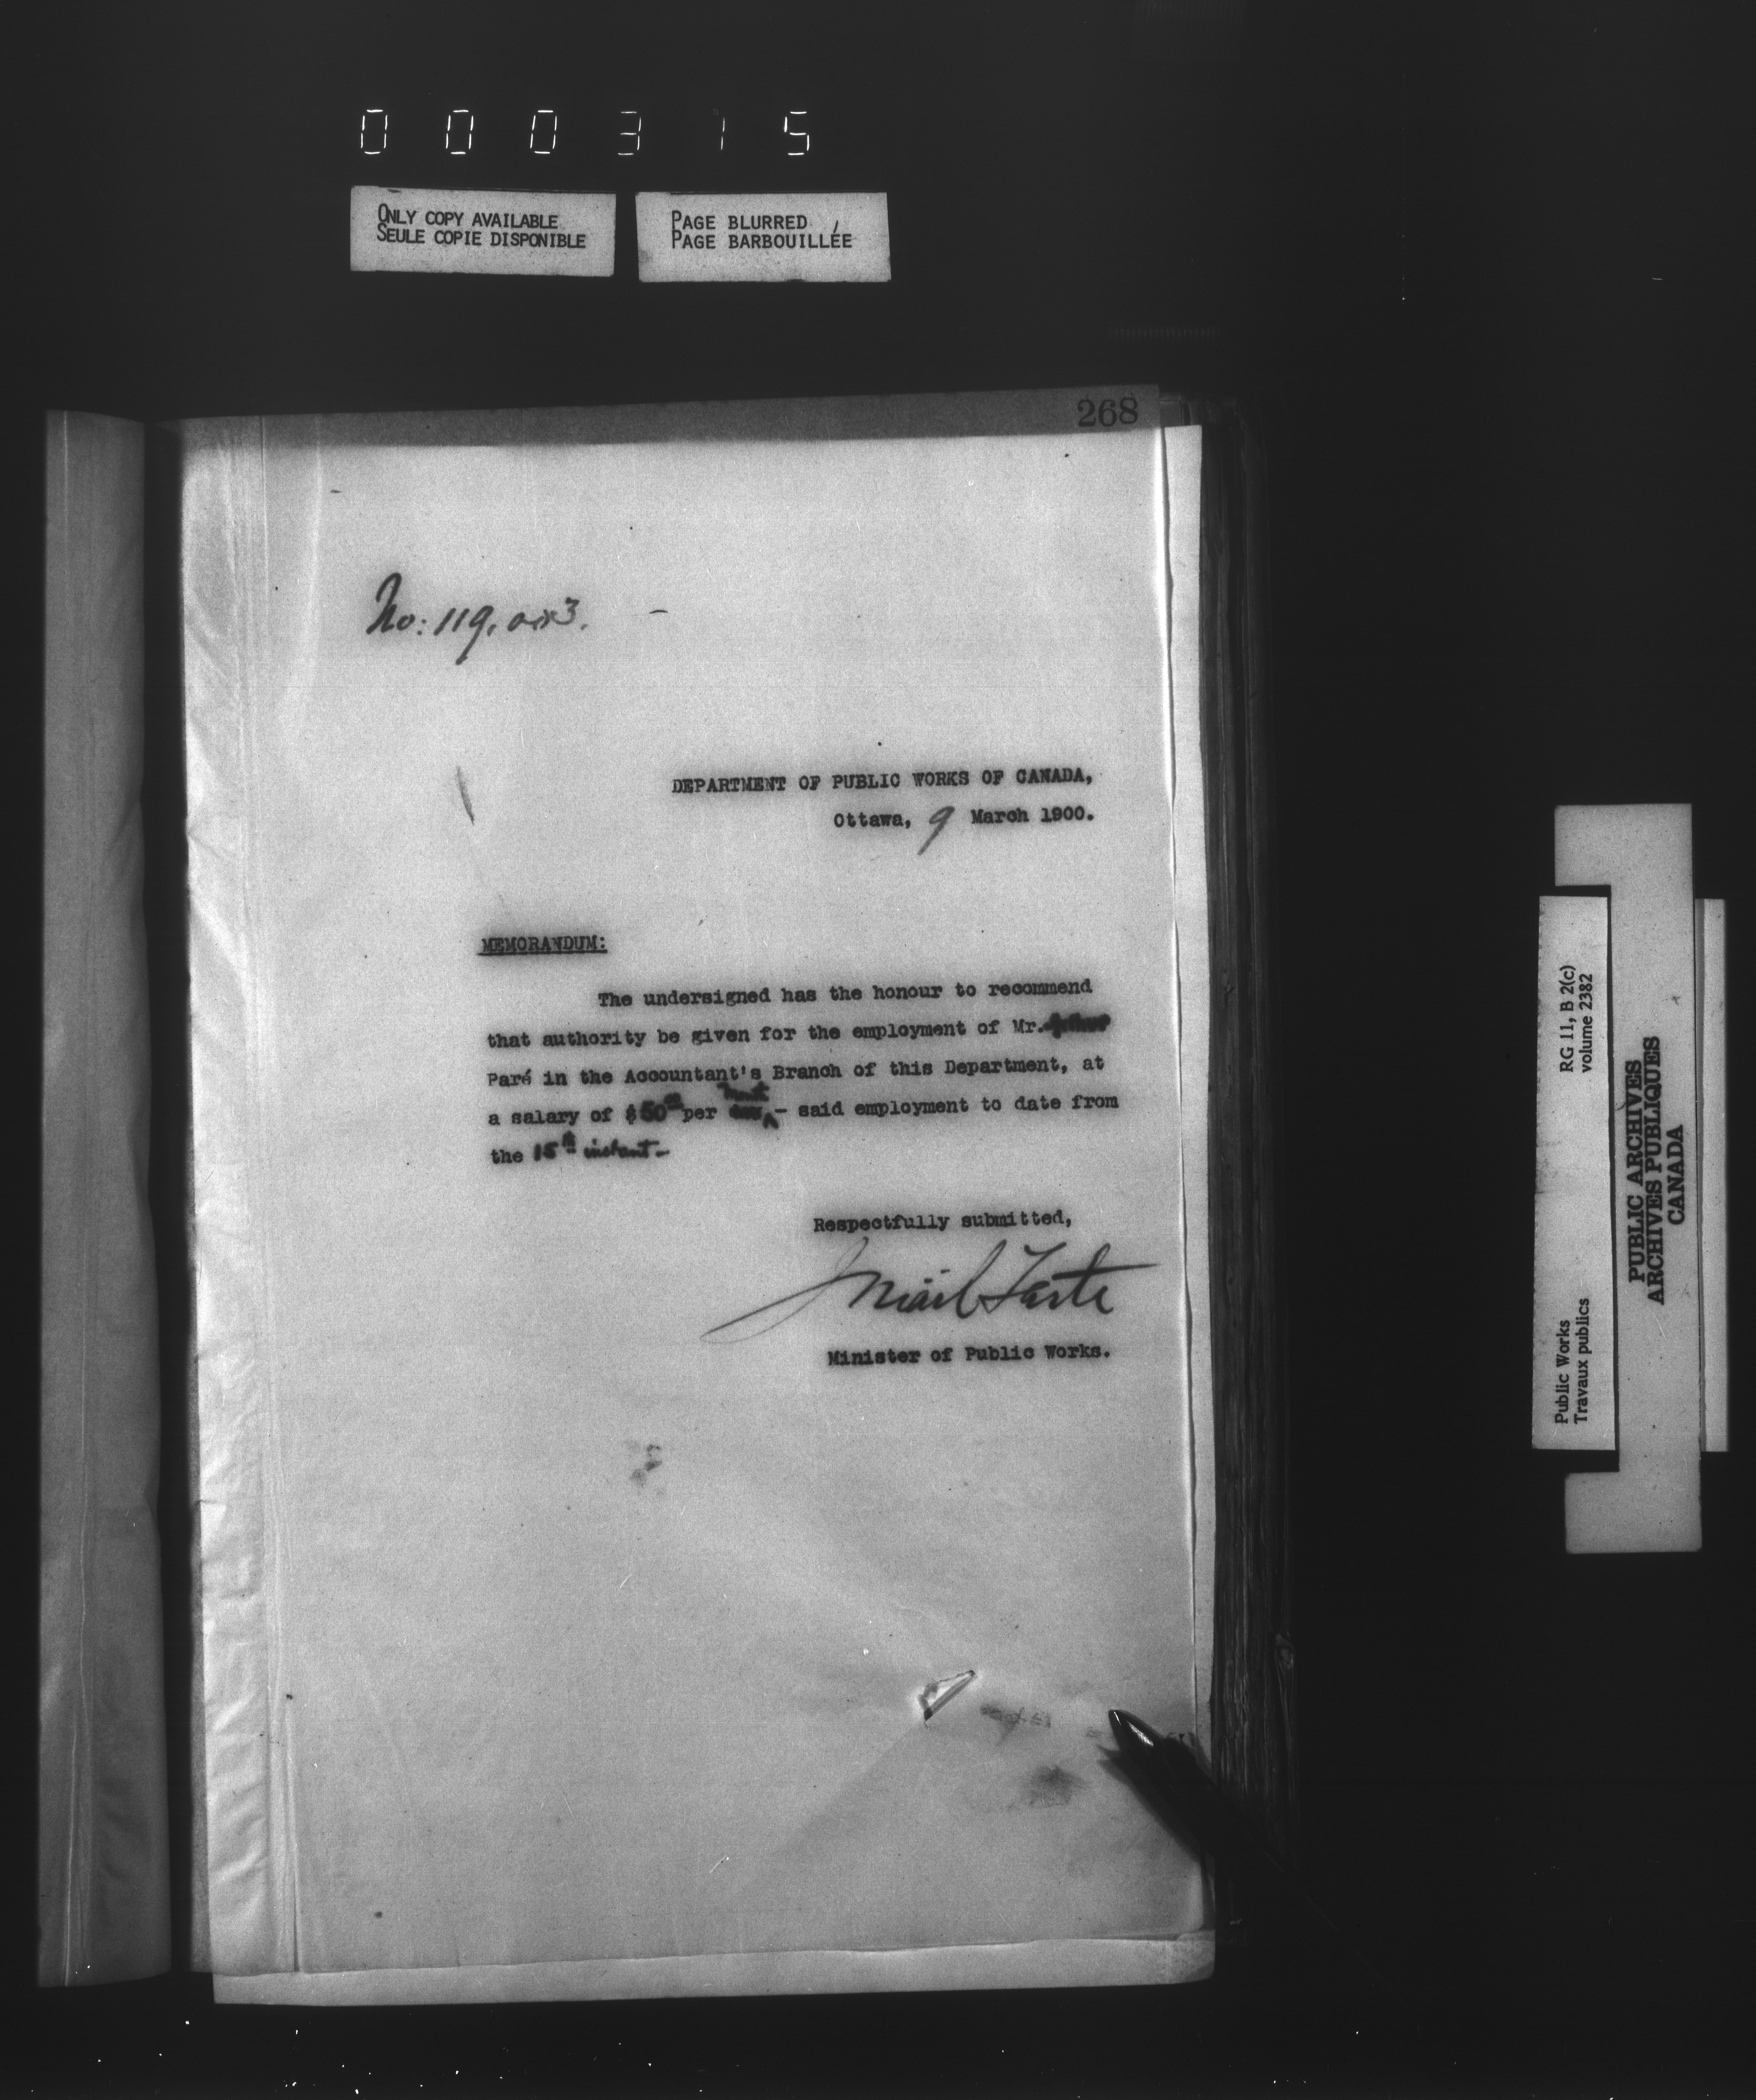 0 0 0 3 1 5
ONLY COPY AVAILABLE
SEULE COPIE DISPONIBLE
PAGE BLURRED
PAGE BARBOUILLÉE
268
No: 119,
DEPARTMENT OF PUBLIC WORKS OF CANADA,
Ottawa, 9 March 1900.
MEMORANDUM:
The undersigned has the honour to recommend
that authority be given for the employment of Mr.
Paré in the Accountant's Branch of this Department, at
a salary of $50 per - said employment to date from
the 15th instant-
Respectfully submitted,
Tarte
Minister of Public Works.
RG 11, B 2(c)
volume 2382
Public Works
Travaux publics
PUBLIC ARCHIVES
ARCHIVES PUBLIQUES
CANADA